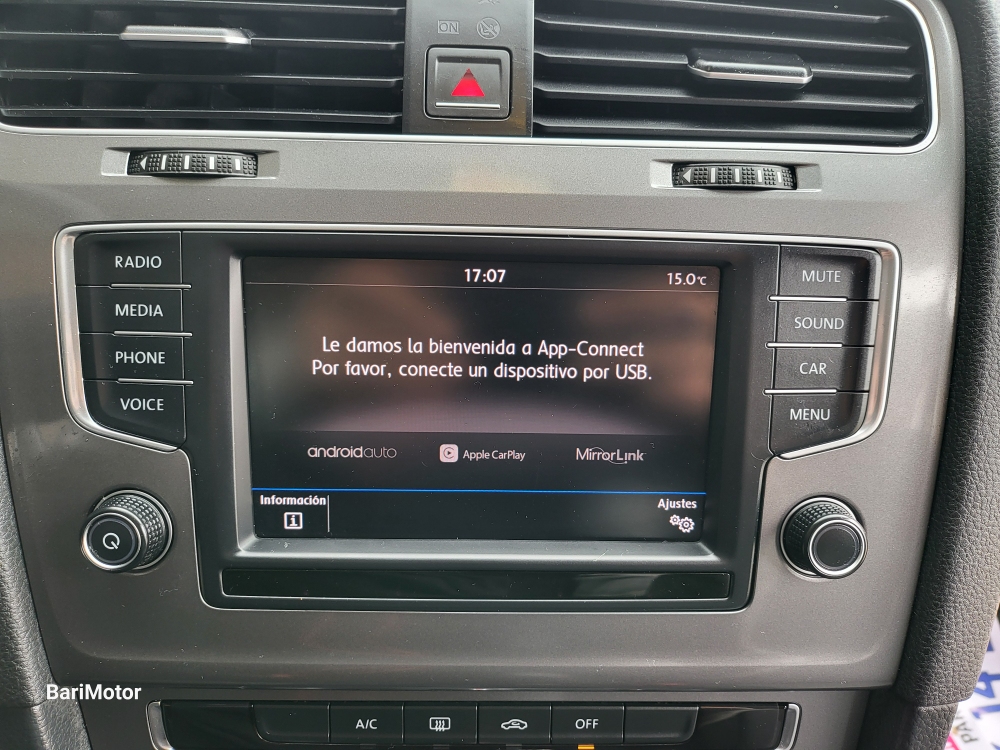 ON
RADIO
MEDIA
PHONE
VOICE
17:07
15.0°C
Le damos la bienvenida a App-Connect
Por favor, conecte un dispositivo por USB.
androidauto
Apple CarPlay
MirrorLink
Información
Ajustes
MUTE
SOUND
CAR
MENU
BariMotor
A/C
OFF